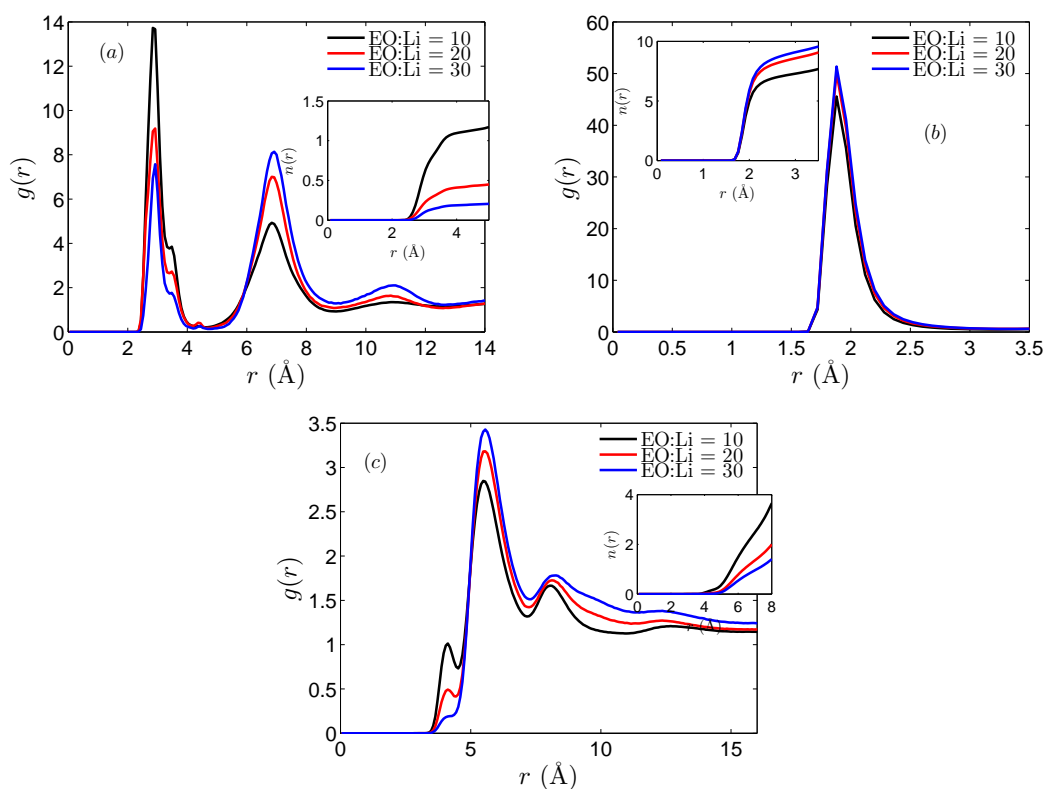 (a)
EO:Li = 10
EO:Li = 20
EO:Li = 30
g(r)
14
12
10
8
6
4
2
0
0 2 4 6 8 10 12 14
r (Å)
n(r)
1.5
1
0.5
0
0 2 4
r (Å)
(b)
EO:Li = 10
EO:Li = 20
EO:Li = 30
g(r)
60
50
40
30
20
10
0
0 0.5 1 1.5 2 2.5 3 3.5
r (Å)
n(r)
10
5
0
0 1 2 3
r (Å)
(c)
EO:Li = 10
EO:Li = 20
EO:Li = 30
g(r)
3.5
3
2.5
2
1.5
1
0.5
0
0 5 10 15
r (Å)
n(r)
4
2
0
0 2 4 6 8
r (Å)